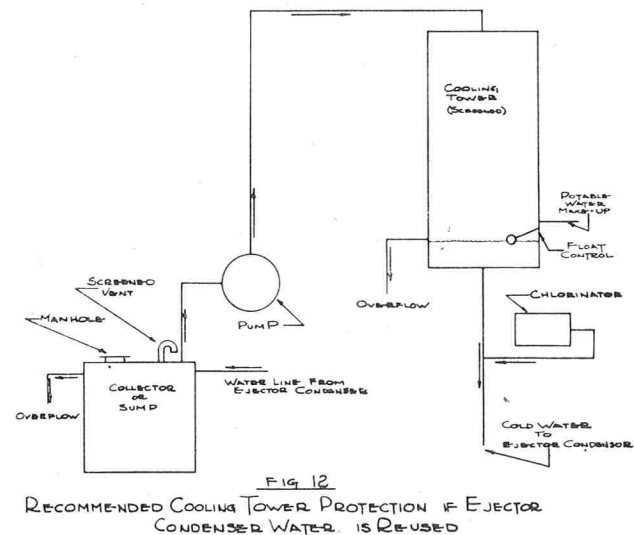 COOLING
TOWER
(SCREENED)
POTABLE
WATER
MAKE-UP
FLOAT
CONTROL
OVERFLOW
CHLORINATOR
SCREENED
VENT
MANHOLE
PUMP
COLLECTOR
OR
SUMP
WATER LINE FROM
EJECTOR CONDENSER
OVERFLOW
COLD WATER
TO
EJECTOR CONDENSOR
FIG 12
RECOMMENDED COOLING TOWER PROTECTION IF EJECTOR
CONDENSER WATER IS REUSED